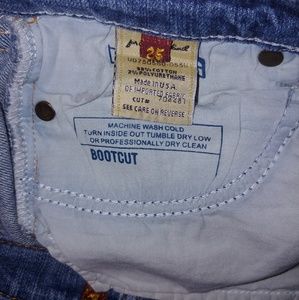 25
98% COTTON
2% POLYURETHANE
MADE IN U.S.A.
OF IMPORTED FABRIC
CUT#
SEE CARE ON REVERSE
MACHINE WASH COLD
TURN INSIDE OUT TUMBLE DRY LOW
OR PROFESSIONALLY DRY CLEAN
BOOTCUT